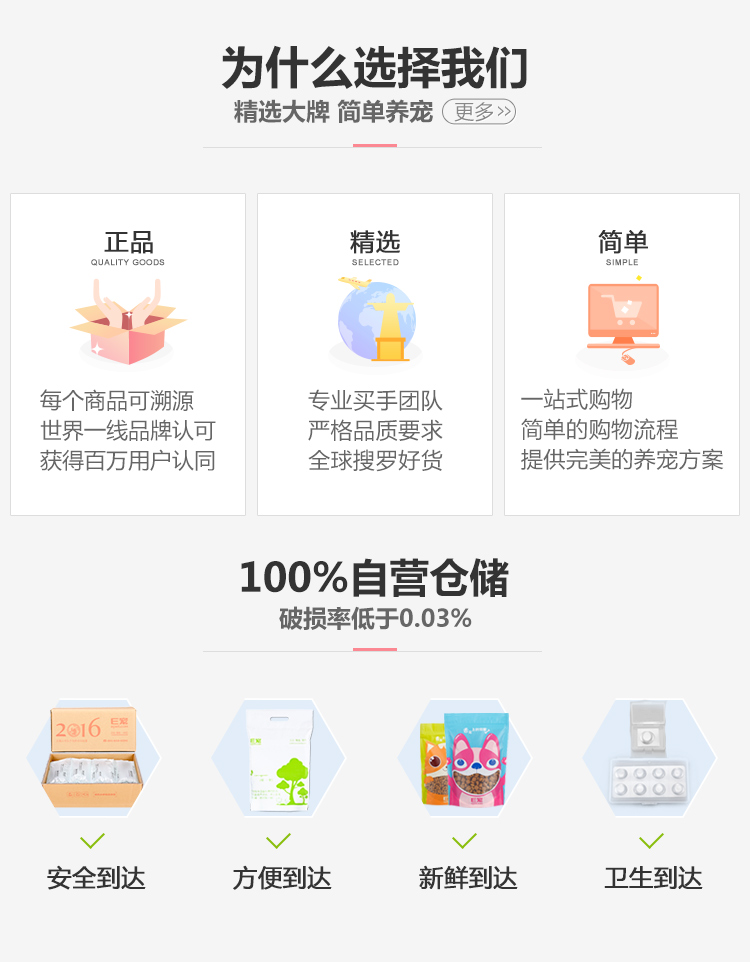 为什么选择我们
精选大牌 简单养宠 更多>>
正品
QUALITY GOODS
每个商品可溯源
世界一线品牌认可
获得百万用户认同
精选
SELECTED
专业买手团队
严格品质要求
全球搜罗好货
简单
SIMPLE
一站式购物
简单的购物流程
提供完美的养宠方案
100%自营仓储
破损率低于0.03%
2016
安全到达
方便到达
新鲜到达
卫生到达